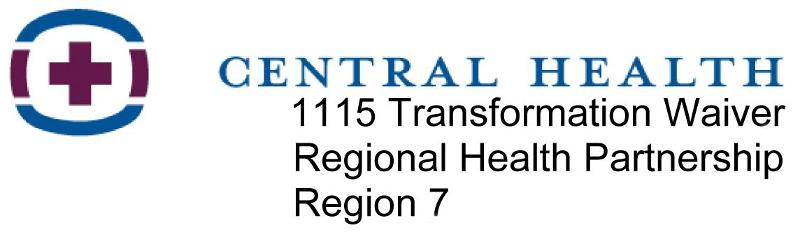 CENTRAL HEALTH
1115 Transformation Waiver
Regional Health Partnership
Region 7